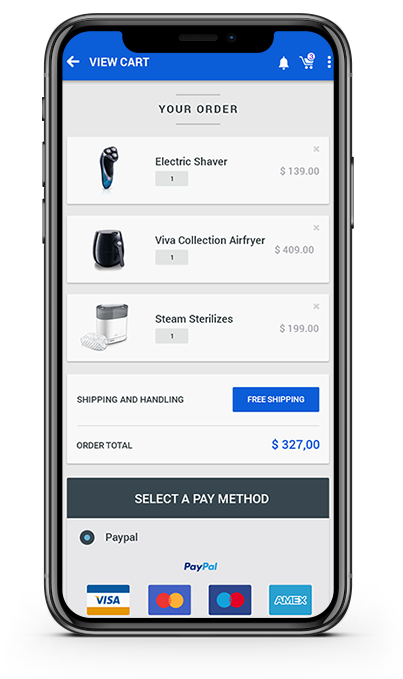 VIEW CART
3
YOUR ORDER
Electric Shaver
1
$ 139.00
Viva Collection Airfryer
1
$ 409.00
Steam Sterilizes
1
$ 199.00
SHIPPING AND HANDLING
FREE SHIPPING
ORDER TOTAL
$ 327,00
SELECT A PAY METHOD
Paypal
PayPal
VISA
AMEX